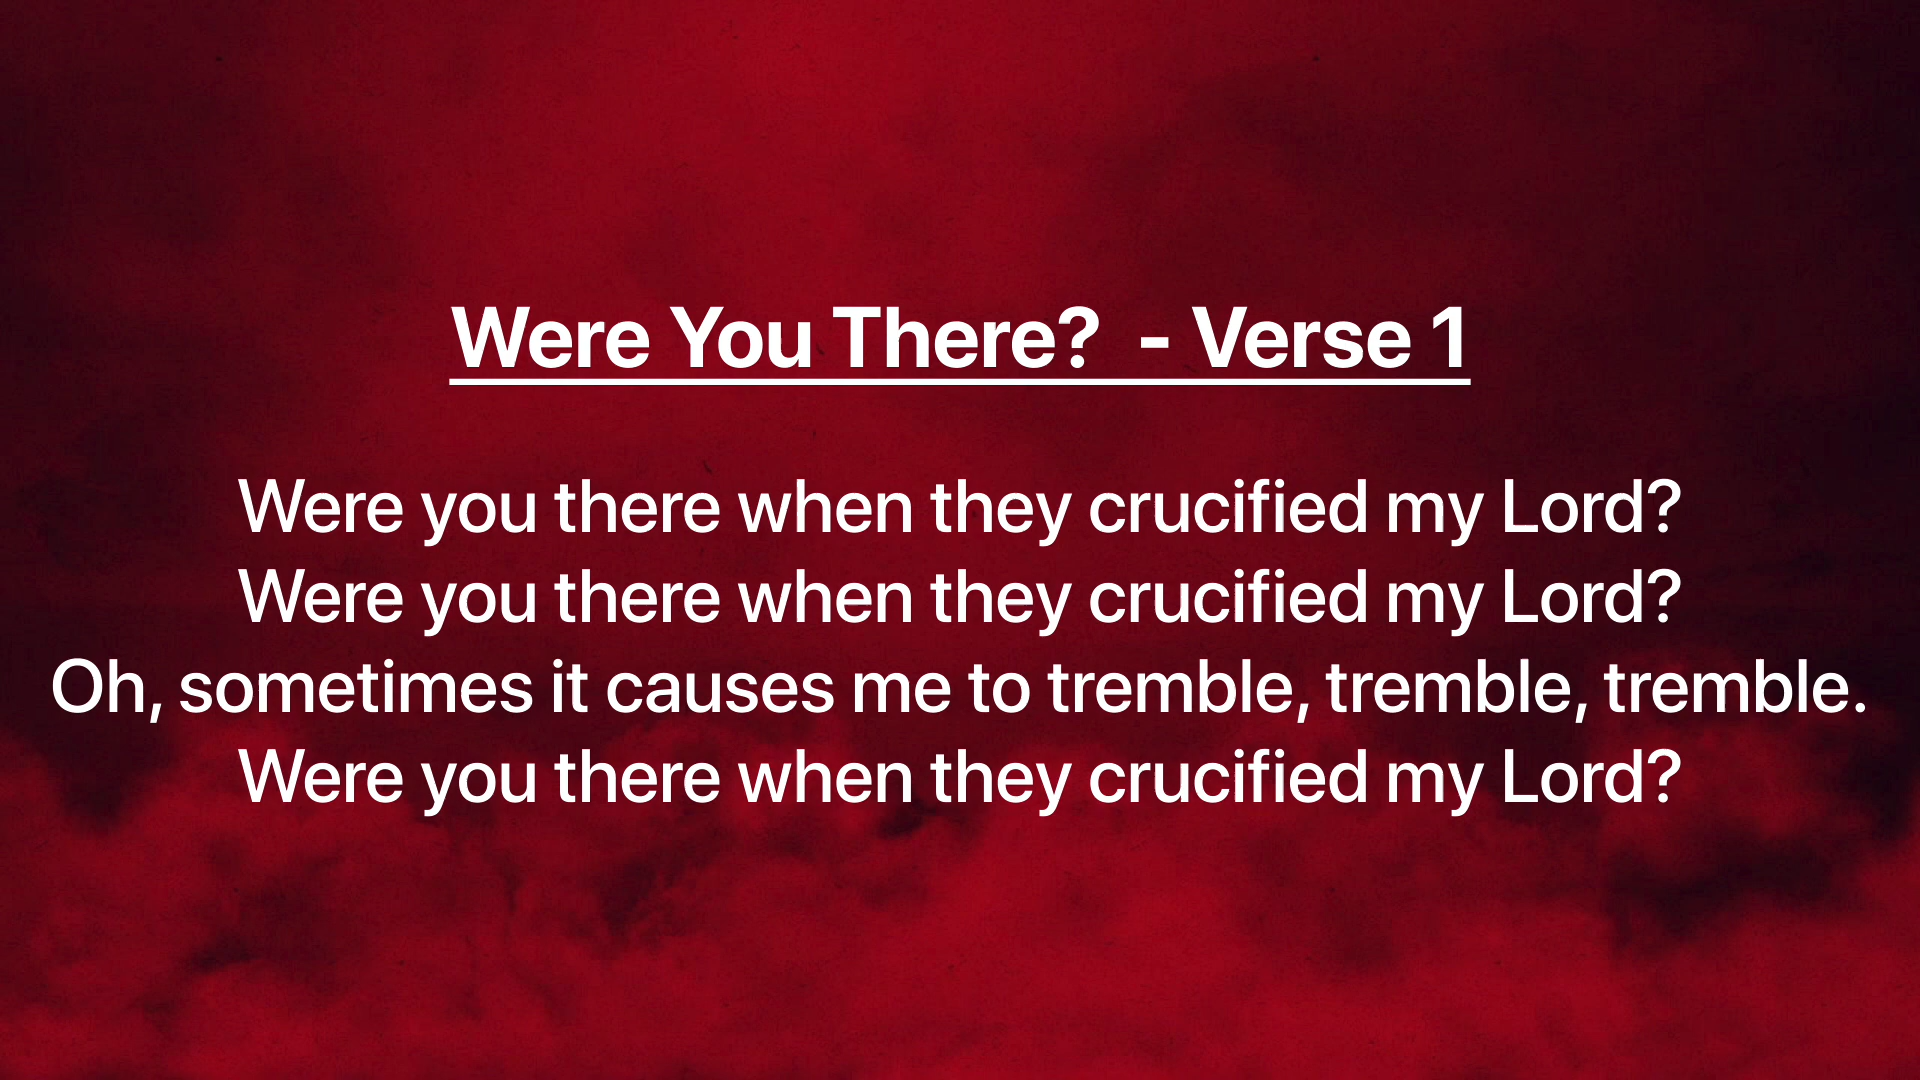 Were You There?  - Verse 1
Were you there when they crucified my Lord?
Were you there when they crucified my Lord?
Oh, sometimes it causes me to tremble, tremble, tremble.
Were you there when they crucified my Lord?